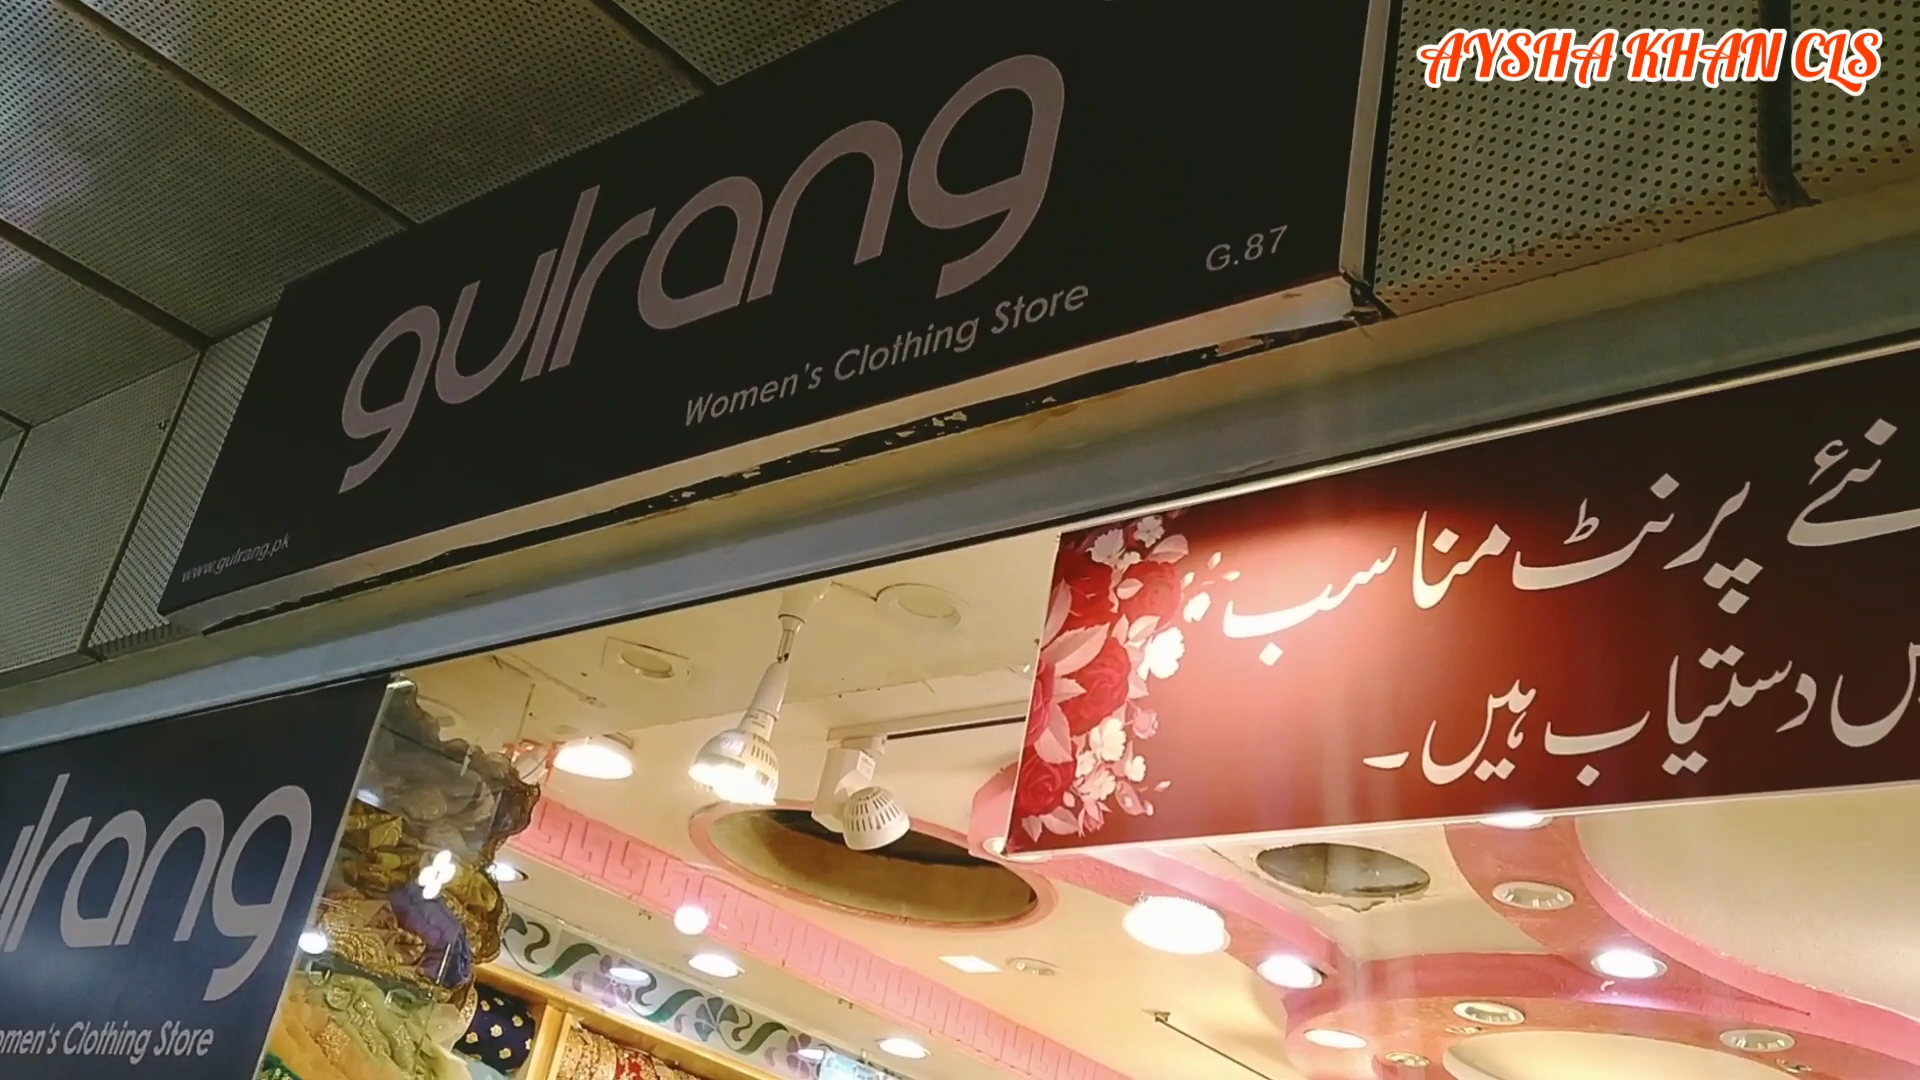 AYSHA KHAN CLS
gulrang
Women's Clothing Store
G.87
www.gulrang.pk
نئے پرنٹ مناسب
دستیاب ہیں۔
lrang
Clothing Store